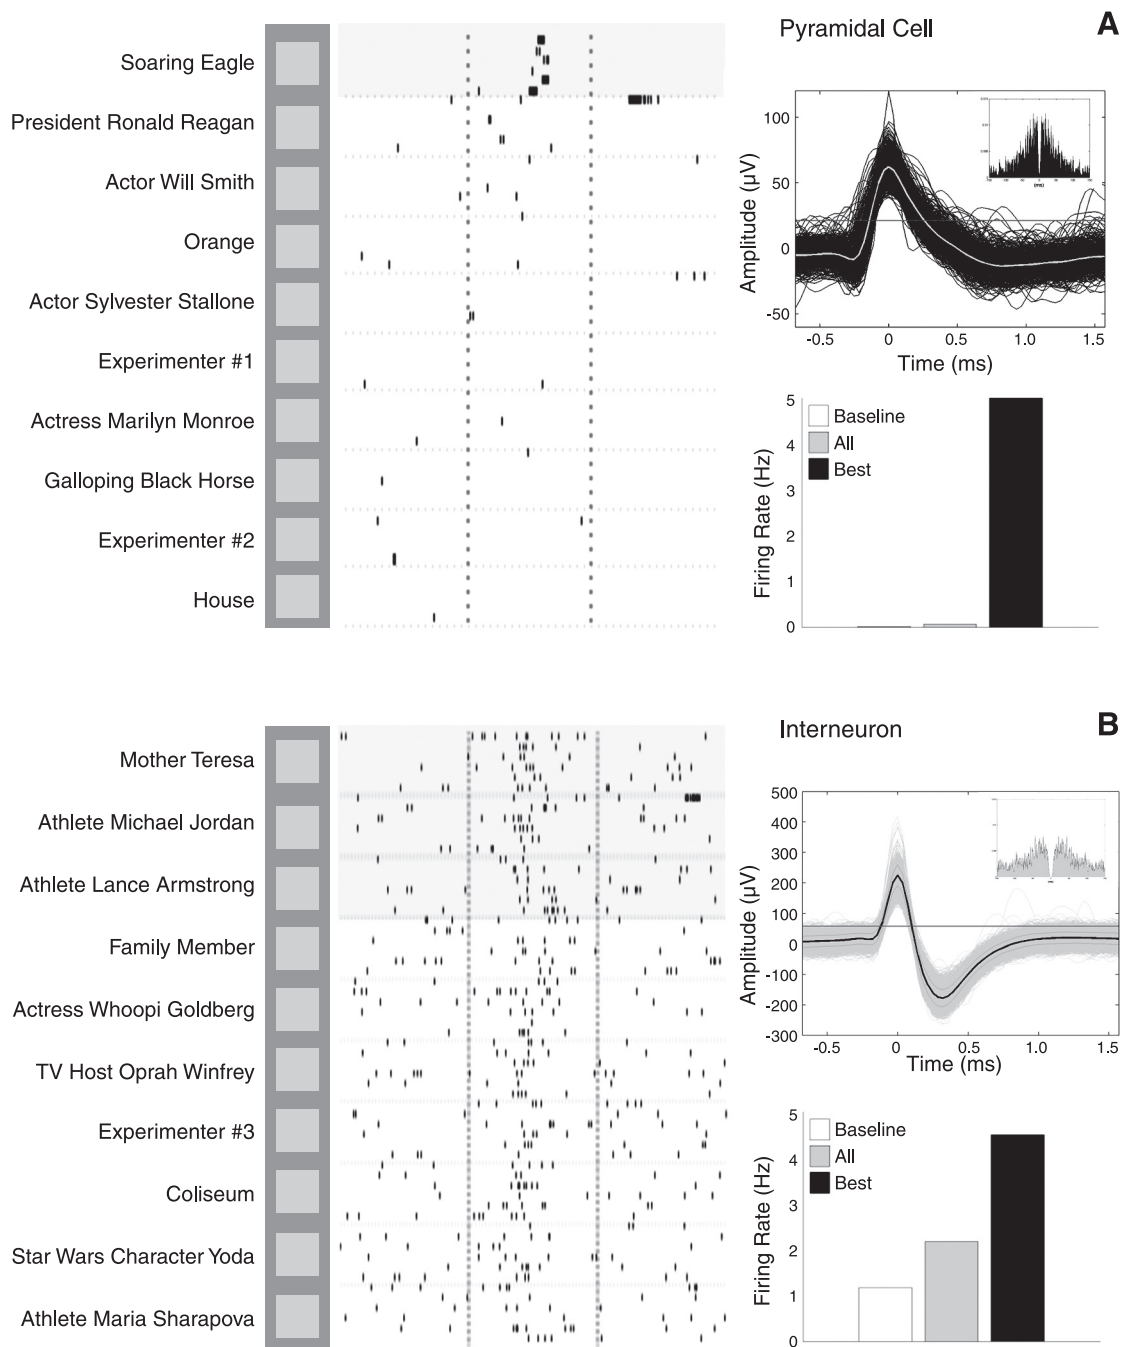 Pyramidal Cell
A
Soaring Eagle
President Ronald Reagan
Actor Will Smith
Orange
Actor Sylvester Stallone
Experimenter #1
Actress Marilyn Monroe
Galloping Black Horse
Experimenter #2
House
Amplitude (µV)
100
50
0
-50
-0.5
0
0.5
1.0
1.5
Time (ms)
Firing Rate (Hz)
5
4
3
2
1
0
Baseline
All
Best
Interneuron
B
Mother Teresa
Athlete Michael Jordan
Athlete Lance Armstrong
Family Member
Actress Whoopi Goldberg
TV Host Oprah Winfrey
Experimenter #3
Coliseum
Star Wars Character Yoda
Athlete Maria Sharapova
Amplitude (µV)
500
400
300
200
100
0
-100
-200
-300
-0.5
0
0.5
1.0
1.5
Time (ms)
Firing Rate (Hz)
5
4
3
2
1
0
Baseline
All
Best